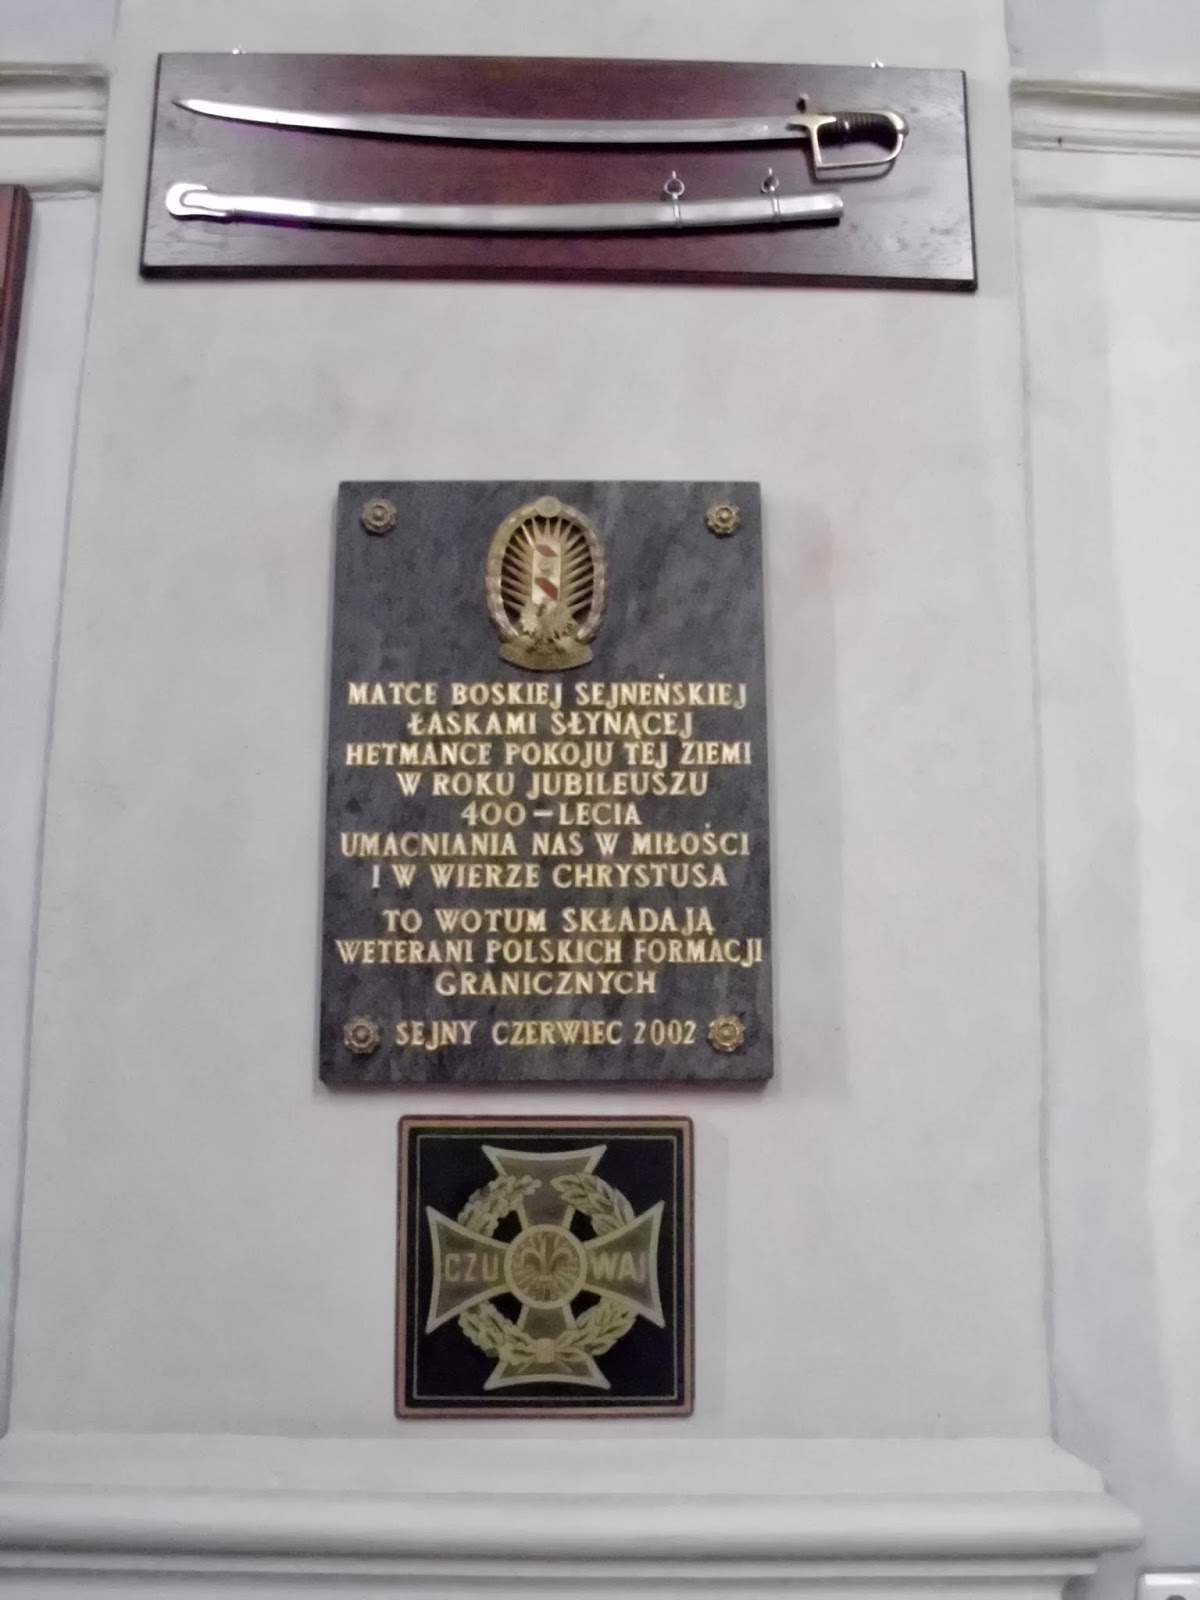 MATCE BOSKIEJ SEJNEŃSKIEJ
ŁASKAMI SŁYNĄCEJ
HETMANCE POKOJU TEJ ZIEMI
W ROKU JUBILEUSZU
400-LECIA
UMACNIANIA NAS W MIŁOŚCI
I W WIERZE CHRYSTUSA
TO WOTUM SKŁADAJĄ
WETERANI POLSKICH FORMACJI
GRANICZNYCH
SEJNY CZERWIEC 2002
CZU WAJ